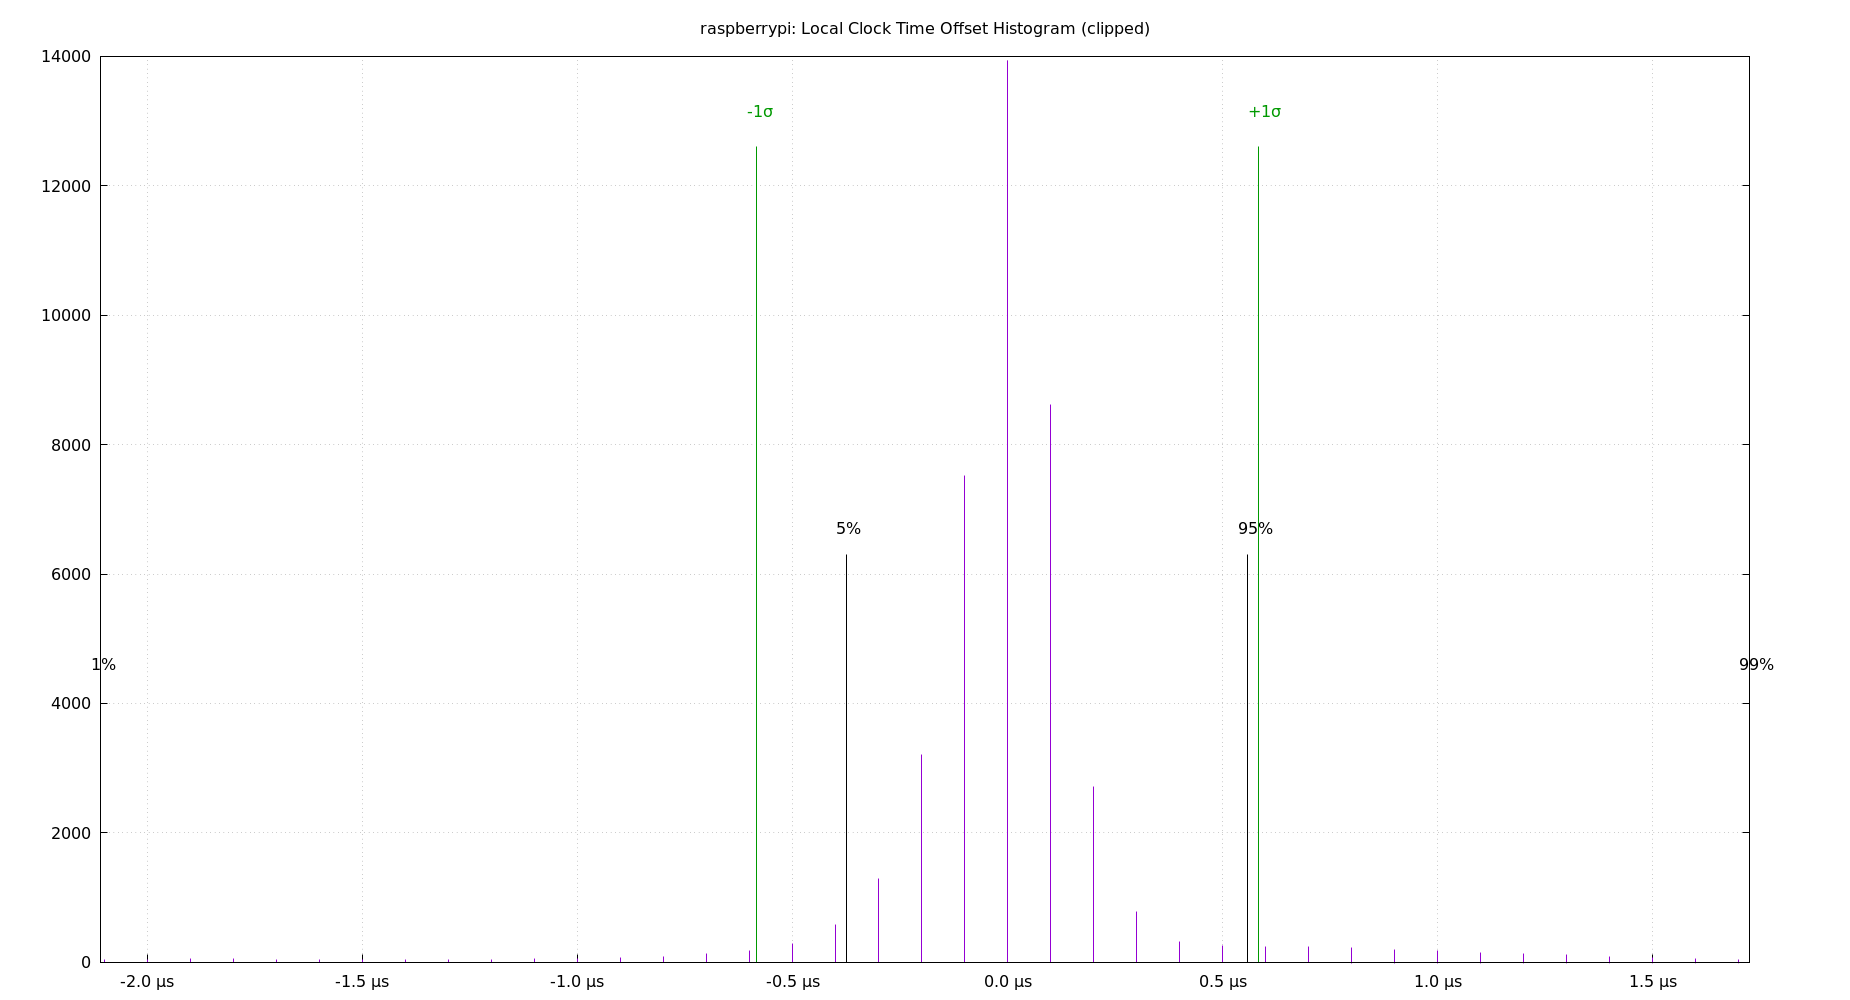 raspberrypi: Local Clock Time Offset Histogram (clipped)
14000
-1σ
+1σ
12000
10000
8000
5%
95%
6000
1%
99%
4000
2000
0
-2.0 µs
-1.5 µs
-1.0 µs
-0.5 µs
0.0 µs
0.5 µs
1.0 µs
1.5 µs